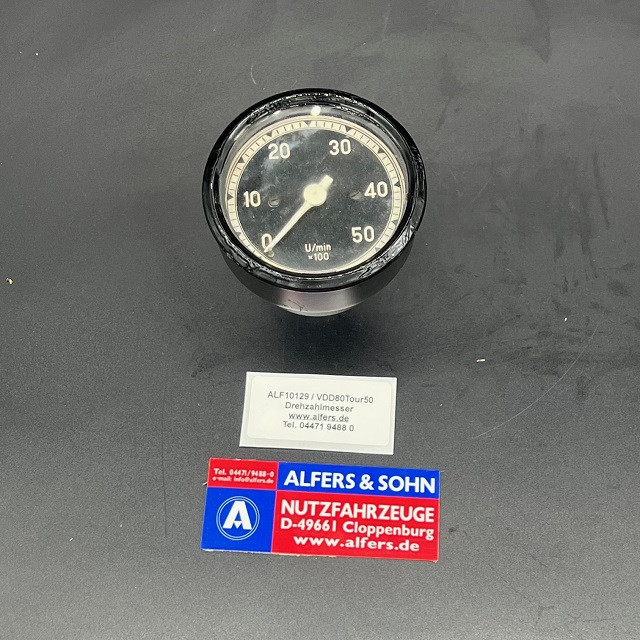 20 30
10 40
0 50
U/min
×100
ALF10129 / VDD80Tour50
Drehzahlmesser
www.alfers.de
Tel. 04471 9488 0
Tel. 04471/9488-0
e-mail: info@alfers.de
A
ALFERS & SOHN
NUTZFAHRZEUGE
D-49661 Cloppenburg
www.alfers.de